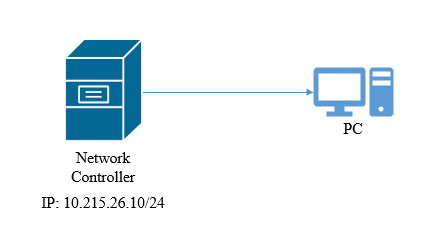 PC
Network
Controller
IP: 10.215.26.10/24